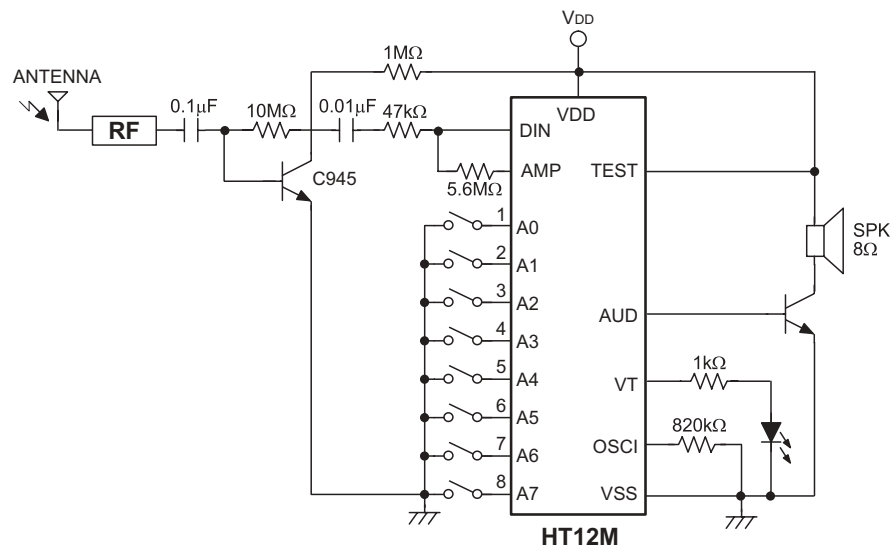 VDD
1MΩ
ANTENNA
0.1μF
10MΩ
0.01μF
47kΩ
VDD
RF
DIN
C945
5.6MΩ
AMP
TEST
1
A0
SPK
8Ω
2
A1
3
A2
AUD
4
A3
5
A4
VT
1kΩ
6
A5
820kΩ
7
A6
OSCI
8
A7
VSS
HT12M